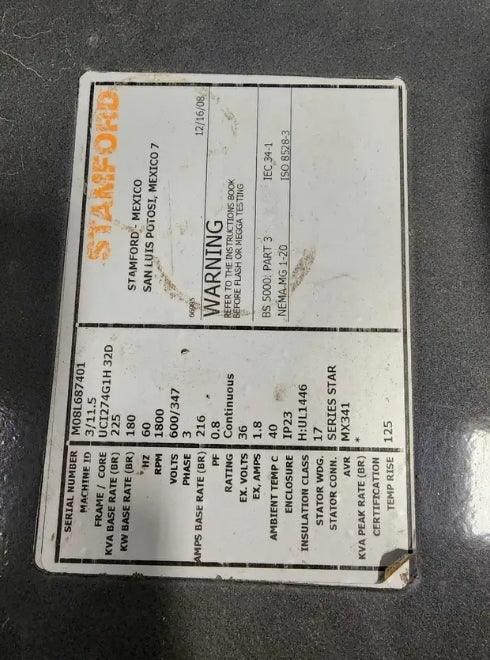 STAMFORD
STAMFORD - MEXICO
SAN LUIS POTOSI, MEXICO 7
12/16/08
WARNING
REFER TO THE INSTRUCTIONS BOOK
BEFORE FLASH OR MEGGA TESTING
BS 5000: PART 3 IEC 34-1
NEMA.MG 1-20 ISO 8528-3
SERIAL NUMBER M08L687401
MACHINE ID 3/11.5
FRAME / CORE UCI274G1H 32D
KVA BASE RATE (BR) 225
KW BASE RATE (BR) 180
HZ 60
RPM 1800
VOLTS 600/347
PHASE 3
AMPS BASE RATE (BR) 216
PF 0.8
RATING Continuous
EX. VOLTS 36
EX, AMPS 1.8
AMBIENT TEMP C 40
ENCLOSURE IP23
INSULATION CLASS H:UL1446
STATOR WDG. 17
STATOR CONN. SERIES STAR
AVR MX341
KVA PEAK RATE (BR) *
CERTIFICATION
TEMP RISE 125